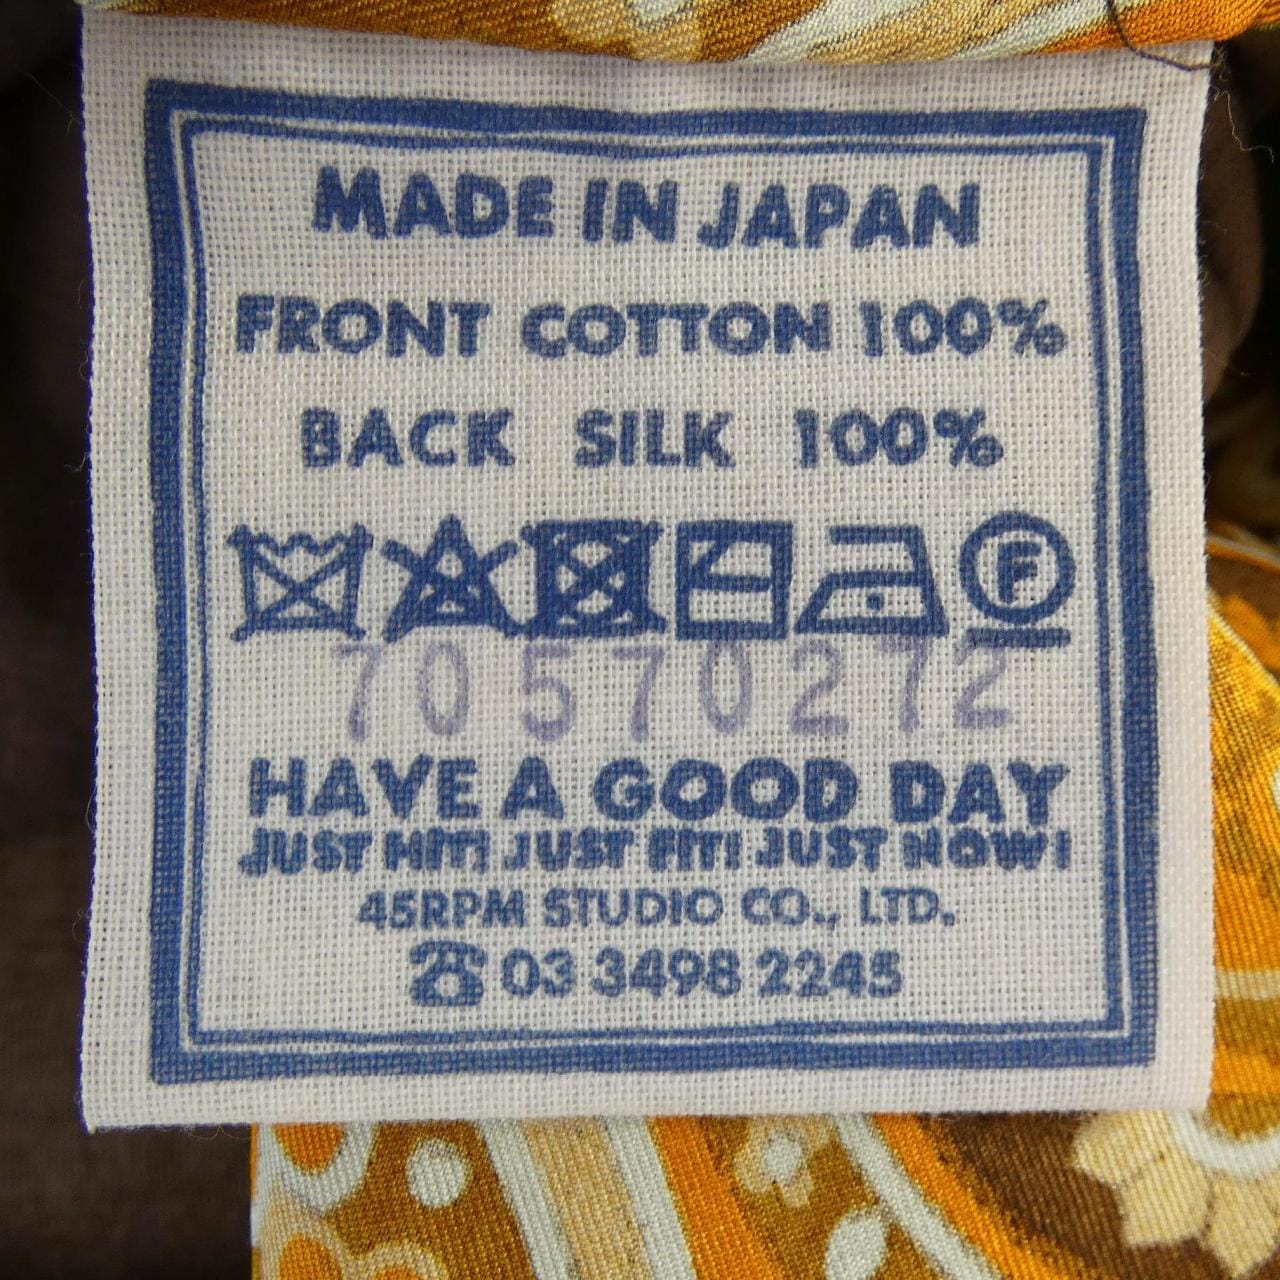 MADE IN JAPAN
FRONT COTTON 100%
BACK SILK 100%
F
70570272
HAVE A GOOD DAY
JUST HIT! JUST FIT! JUST NOW!
45RPM STUDIO CO., LTD.
☎03 3498 2245